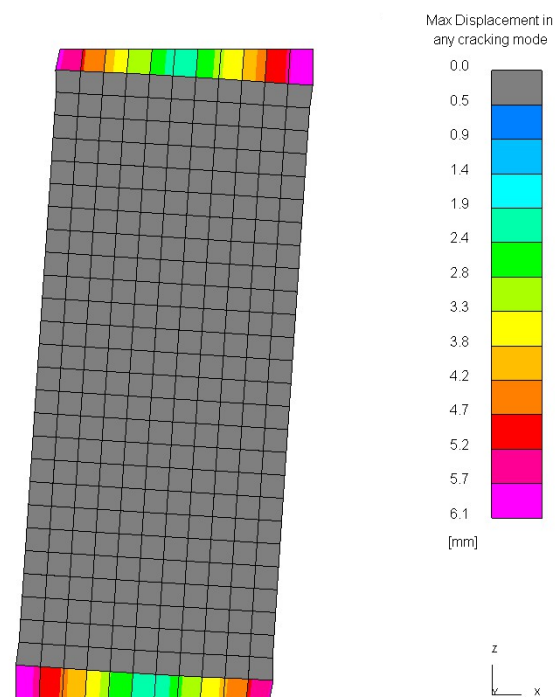 Max Displacement in
any cracking mode
0.0
0.5
0.9
1.4
1.9
2.4
2.8
3.3
3.8
4.2
4.7
5.2
5.7
6.1
[mm]
z
Y x